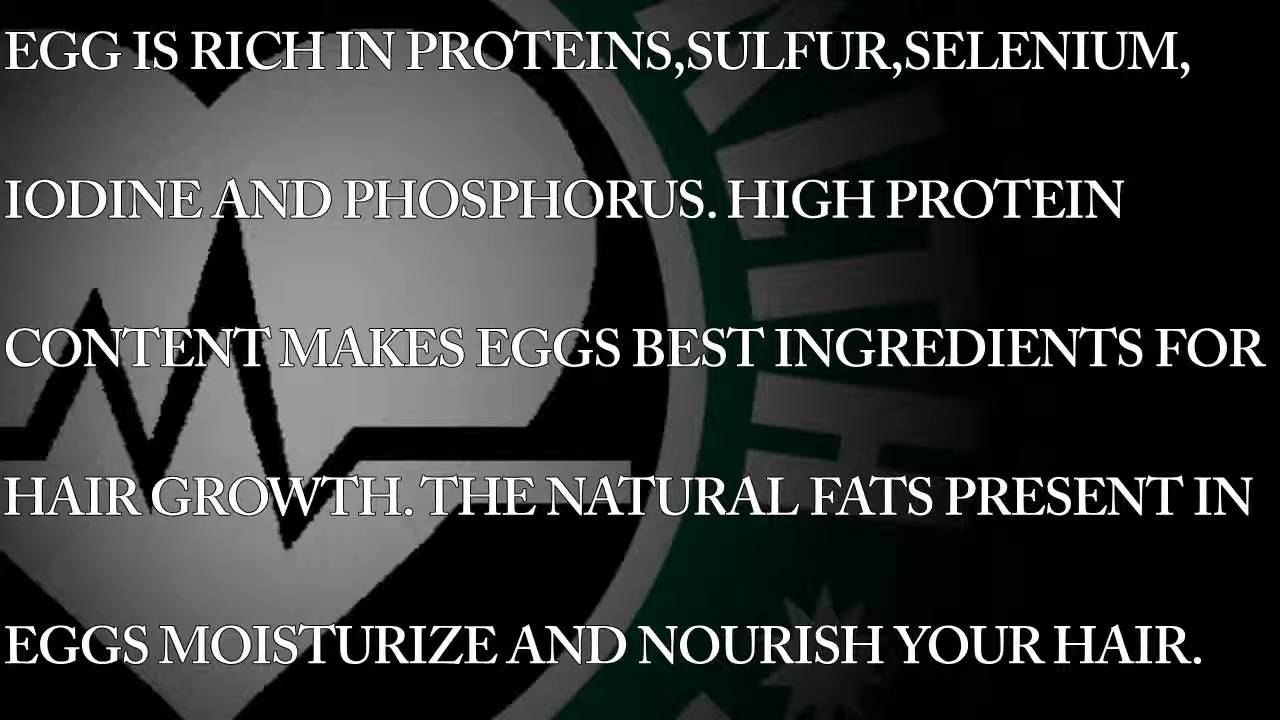 EGG IS RICH IN PROTEINS,SULFUR,SELENIUM,
IODINE AND PHOSPHORUS. HIGH PROTEIN
CONTENT MAKES EGGS BEST INGREDIENTS FOR
HAIR GROWTH. THE NATURAL FATS PRESENT IN
EGGS MOISTURIZE AND NOURISH YOUR HAIR.